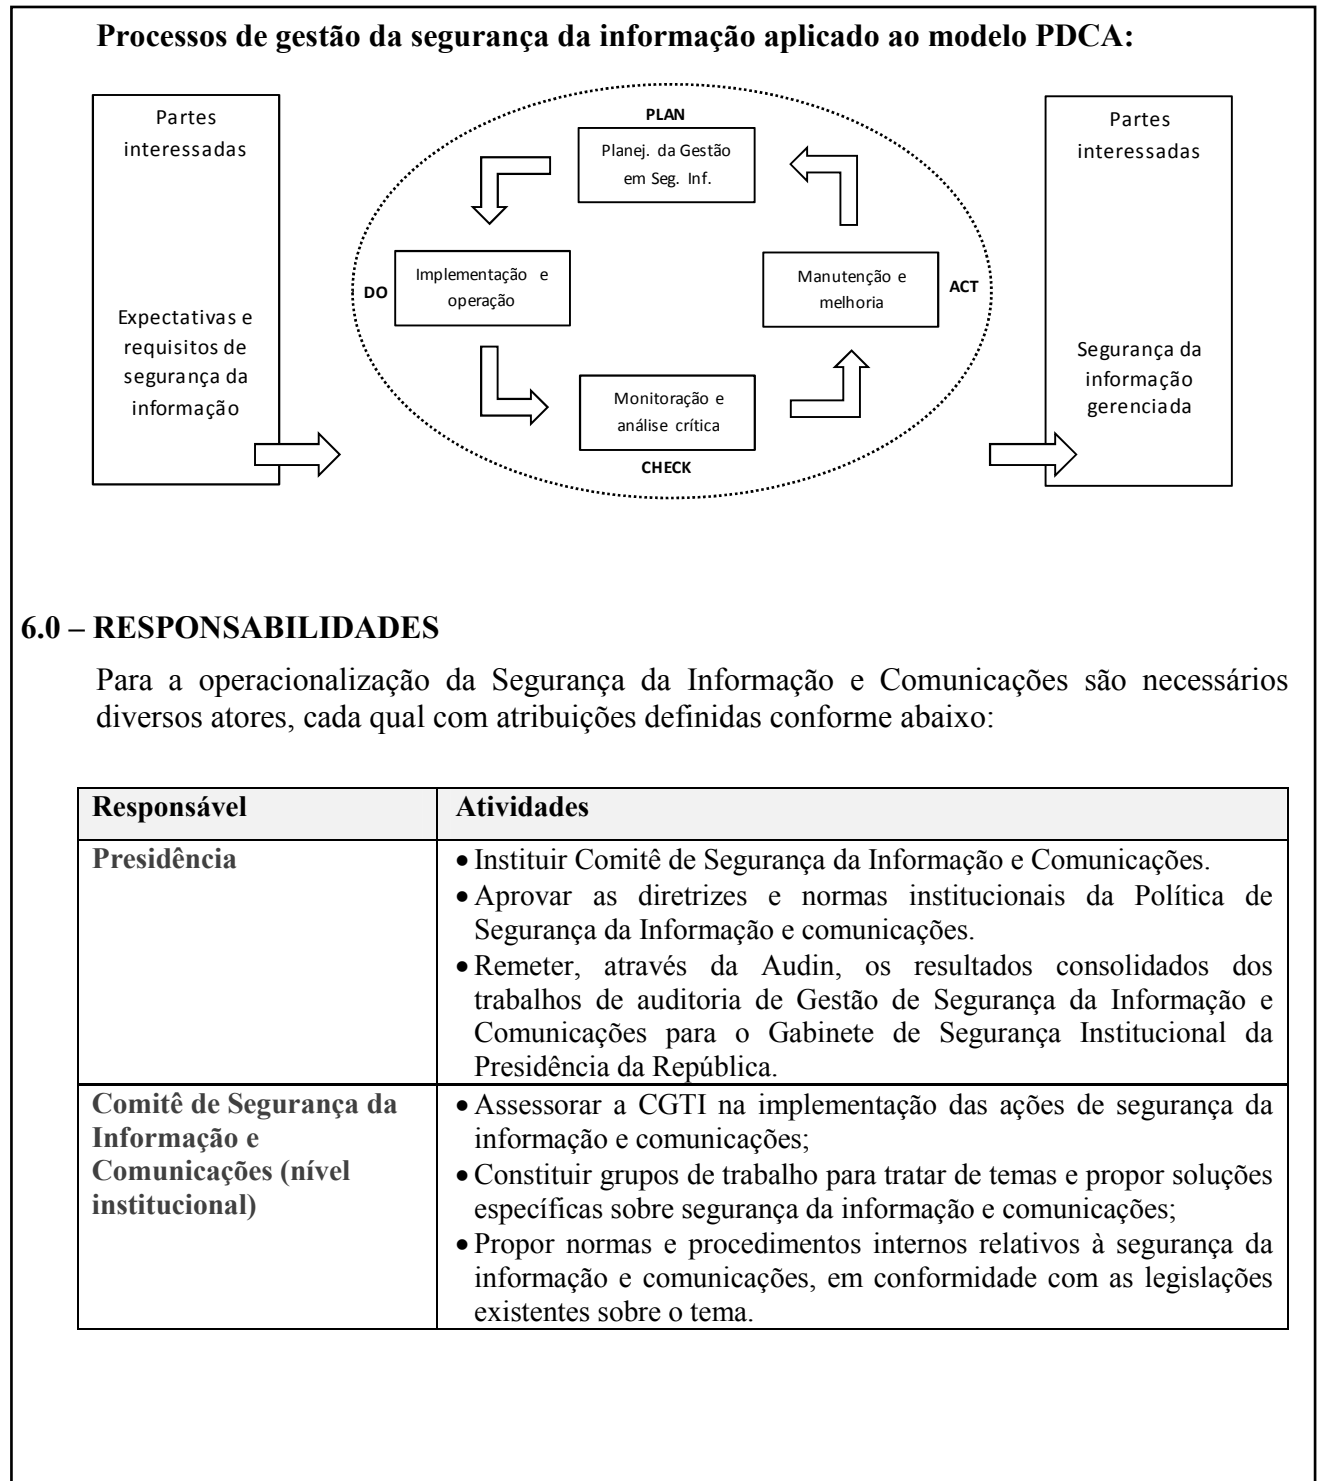 Processos de gestão da segurança da informação aplicado ao modelo PDCA:
Partes
interessadas
Expectativas e
requisitos de
segurança da
informação
PLAN
Planej. da Gestão
em Seg. Inf.
DO
Implementação e
operação
Manutenção e
melhoria
ACT
Monitoração e
análise crítica
CHECK
Partes
interessadas
Segurança da
informação
gerenciada
6.0 – RESPONSABILIDADES
Para a operacionalização da Segurança da Informação e Comunicações são necessários
diversos atores, cada qual com atribuições definidas conforme abaixo:
Responsável
Atividades
Presidência
• Instituir Comitê de Segurança da Informação e Comunicações.
• Aprovar as diretrizes e normas institucionais da Política de
Segurança da Informação e comunicações.
• Remeter, através da Audin, os resultados consolidados dos
trabalhos de auditoria de Gestão de Segurança da Informação e
Comunicações para o Gabinete de Segurança Institucional da
Presidência da República.
Comitê de Segurança da
Informação e
Comunicações (nível
institucional)
• Assessorar a CGTI na implementação das ações de segurança da
informação e comunicações;
• Constituir grupos de trabalho para tratar de temas e propor soluções
específicas sobre segurança da informação e comunicações;
• Propor normas e procedimentos internos relativos à segurança da
informação e comunicações, em conformidade com as legislações
existentes sobre o tema.